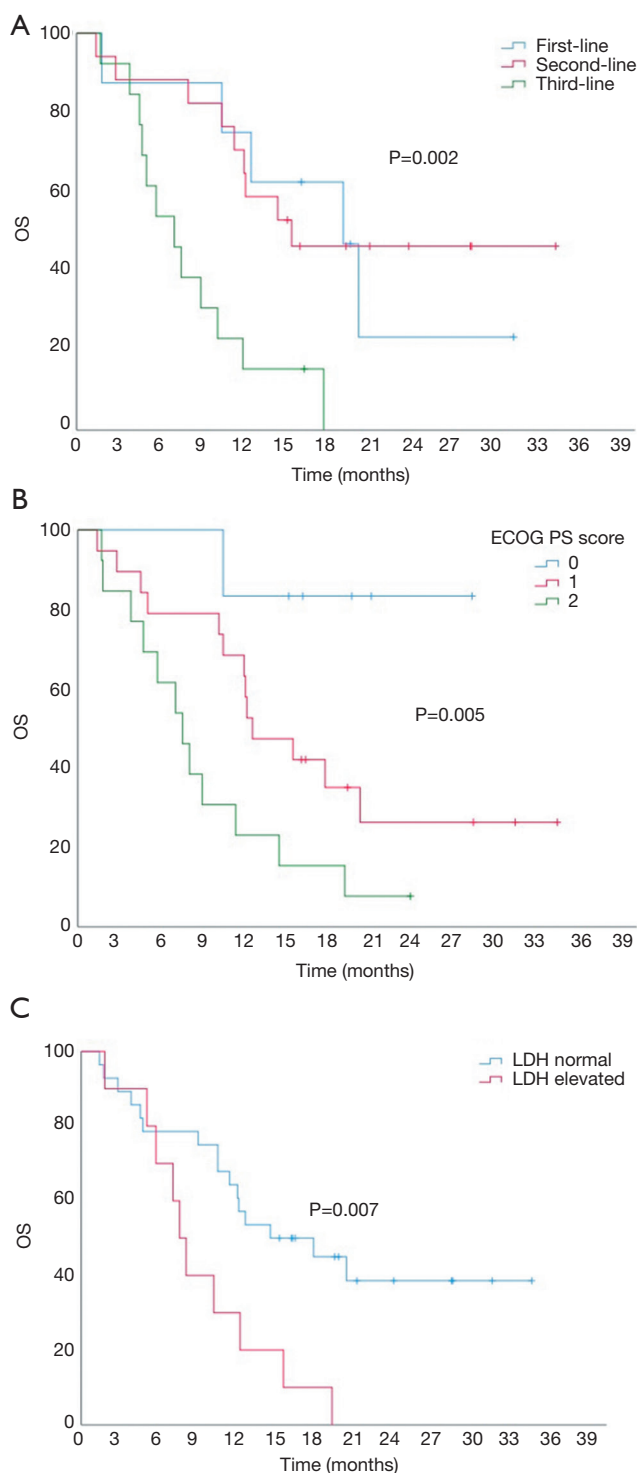 A
100
80
60
40
20
0
OS
First-line
Second-line
Third-line
P=0.002
0 3 6 9 12 15 18 21 24 27 30 33 36 39
Time (months)
B
100
80
60
40
20
0
OS
ECOG PS score
0
1
2
P=0.005
0 3 6 9 12 15 18 21 24 27 30 33 36 39
Time (months)
C
100
80
60
40
20
0
OS
LDH normal
LDH elevated
P=0.007
0 3 6 9 12 15 18 21 24 27 30 33 36 39
Time (months)